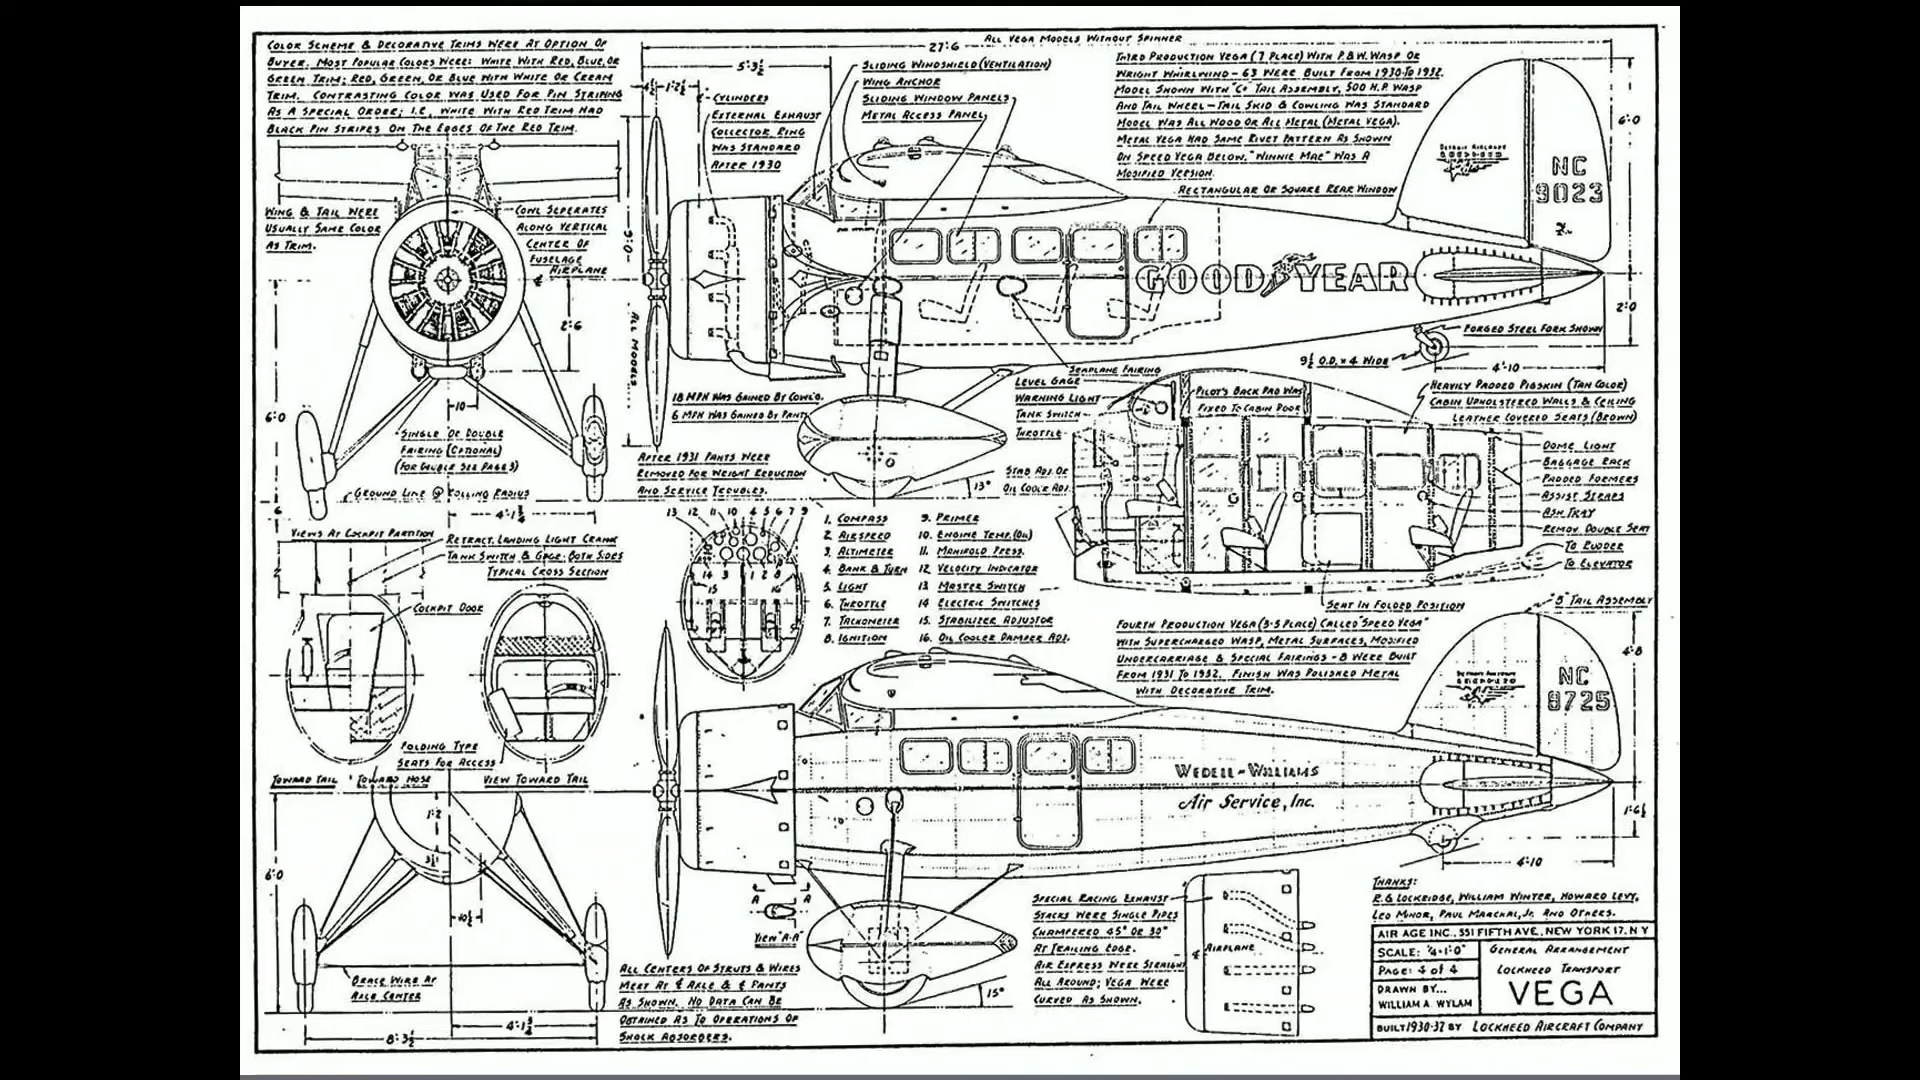 COLOR SCHEME & DECORATIVE TRIMS WERE AT OPTION OF
BUYER. MOST POPULAR COLORS WERE: WHITE WITH RED, BLUE, OR
GREEN TRIM; RED, GREEN, OR BLUE WITH WHITE OR CREAM
TRIM. CONTRASTING COLOR WAS USED FOR PIN STRIPING
AS A SPECIAL ORDER; I.E. WHITE WITH RED TRIM HAD
BLACK PIN STRIPES ON THE EDGES OF THE RED TRIM.
ALL VEGA MODELS WITHOUT SPINNER
27'-6
5'-3½
SLIDING WINDSHIELD (VENTILATION)
WING ANCHOR
SLIDING WINDOW PANELS
METAL ACCESS PANEL
CYLINDERS
EXTERNAL EXHAUST
COLLECTOR RING
WAS STANDARD
AFTER 1930
THIRD PRODUCTION VEGA (7 PLACE) WITH P.&W. WASP OR
WRIGHT WHIRLWIND - 63 WERE BUILT FROM 1930 TO 1932.
MODEL SHOWN WITH "C" TAIL ASSEMBLY, 500 H.P. WASP
AND TAIL WHEEL - TAIL SKID & COWLING WAS STANDARD
MODEL WAS ALL WOOD OR ALL METAL (METAL VEGA).
METAL VEGA HAD SAME RIVET PATTERN AS SHOWN
ON SPEED VEGA BELOW. "WINNIE MAE" WAS A
MODIFIED VERSION.
RECTANGULAR OR SQUARE REAR WINDOW
6'-0
DETROIT AIRCRAFT
LOCKHEED
NC
9023
WING & TAIL WERE
USUALLY SAME COLOR
AS TRIM.
COWL SEPERATES
ALONG VERTICAL
CENTER OF
FUSELAGE
AIRPLANE
2'-6
ALL MODELS
GOODYEAR
2'-0
FORGED STEEL FORK SHOWN
9½ O.D. x 4 WIDE
4'-10
SEAPLANE FAIRING
18 MPH WAS GAINED BY COWL'G.
6 MPH WAS GAINED BY PANTS
6'-0
10
SINGLE OR DOUBLE
FAIRING (OPTIONAL)
(FOR DOUBLE SEE PAGE 3)
GROUND LINE @ ROLLING RADIUS
4'-1¾
AFTER 1931 PANTS WERE
REMOVED FOR WEIGHT REDUCTION
AND SERVICE TROUBLES.
13°
LEVEL GAGE
WARNING LIGHT
TANK SWITCH
THROTTLE
STAB ADJ. OR
OIL COOLER ADJ.
PILOT'S BACK PAD WAS
FIXED TO CABIN DOOR
HEAVILY PADDED PIGSKIN (TAN COLOR)
CABIN UPHOLSTERED WALLS & CEILING
LEATHER COVERED SEATS (BROWN)
DOME LIGHT
BAGGAGE RACK
PADDED FORMERS
ASSIST STRAPS
ASH TRAY
REMOV. DOUBLE SEAT
TO RUDDER
TO ELEVATOR
SEAT IN FOLDED POSITION
VIEWS AT COCKPIT PARTITION
RETRACT. LANDING LIGHT CRANK
TANK SWITCH & GAGE-BOTH SIDES
TYPICAL CROSS SECTION
COCKPIT DOOR
FOLDING TYPE
SEATS FOR ACCESS
TOWARD TAIL
TOWARD NOSE
VIEW TOWARD TAIL
13 12 11 10 4 5 6 7 9
14 3 1 2 8
15 16
1. COMPASS
2. AIRSPEED
3. ALTIMETER
4. BANK & TURN
5. LIGHT
6. THROTTLE
7. TACHOMETER
8. IGNITION
9. PRIMER
10. ENGINE TEMP. (OIL)
11. MANIFOLD PRESS.
12 VELOCITY INDICATOR
13 MASTER SWITCH
14 ELECTRIC SWITCHES
15. STABILIZER ADJUSTOR
16. OIL COOLER DAMPER ADJ.
FOURTH PRODUCTION VEGA (3-5 PLACE) CALLED "SPEED VEGA"
WITH SUPERCHARGED WASP, METAL SURFACES, MODIFIED
UNDERCARRIAGE & SPECIAL FAIRINGS - 8 WERE BUILT
FROM 1931 TO 1932. FINISH WAS POLISHED METAL
WITH DECORATIVE TRIM.
"B" TAIL ASSEMBLY
4'-8
NC
8725
WEDELL-WILLIAMS
Air Service, Inc.
1'-6½
4'-10
6'-0
1'-2
3½
10½
BRACE WIRE AT
AXLE CENTER
4'-1¾
8'-3½
A A
VIEW "A-A"
ALL CENTERS OF STRUTS & WIRES
MEET AT ℄ AXLE & ℄ PANTS
AS SHOWN. NO DATA CAN BE
OBTAINED AS TO OPERATIONS OF
SHOCK ABSORBERS.
15°
SPECIAL RACING EXHAUST
STACKS WERE SINGLE PIPES
CHAMFERED 45° OR 30°
AT TRAILING EDGE.
AIR EXPRESS WERE STRAIGHT
ALL AROUND; VEGA WERE
CURVED AS SHOWN.
℄ AIRPLANE
THANKS:
R.G. LOCKRIDGE, WILLIAM WINTER, HOWARD LEVY,
LEO MINOR, PAUL MARCHAL, JR. AND OTHERS.
AIR AGE INC., 551 FIFTH AVE., NEW YORK 17, N.Y
SCALE: ¼"=1'-0"
PAGE: 4 of 4
DRAWN BY...
WILLIAM A. WYLAM
GENERAL ARRANGEMENT
LOCKHEED TRANSPORT
VEGA
BUILT 1930-32 BY LOCKHEED AIRCRAFT COMPANY